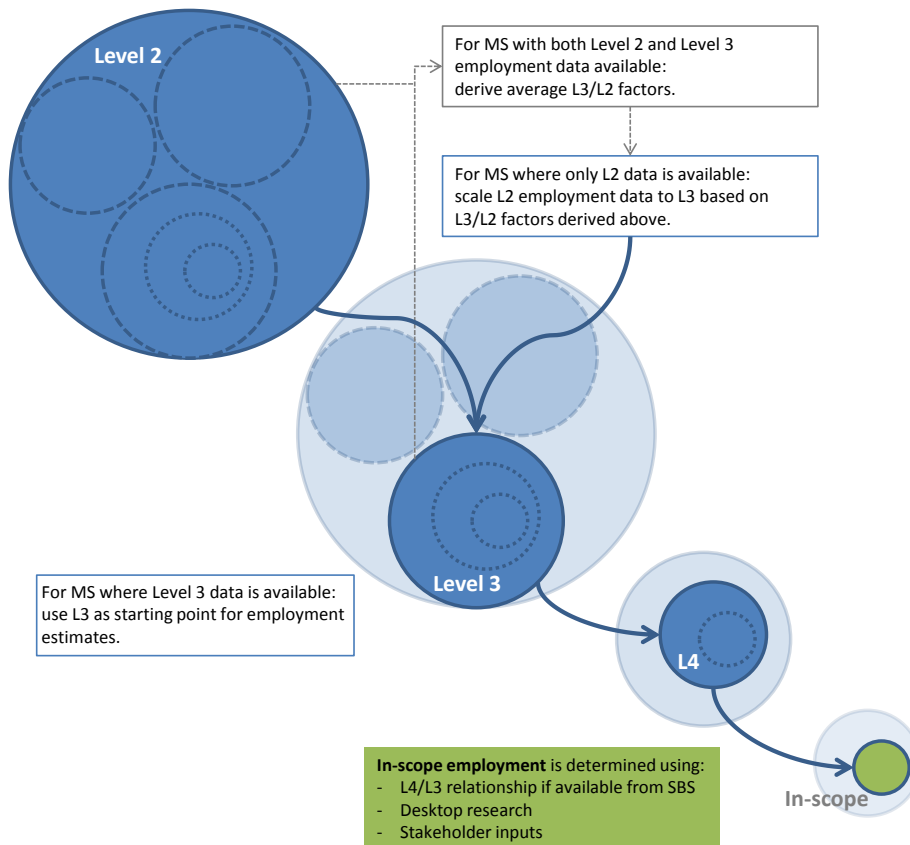 Level 2
For MS with both Level 2 and Level 3
employment data available:
derive average L3/L2 factors.
For MS where only L2 data is available:
scale L2 employment data to L3 based on
L3/L2 factors derived above.
Level 3
For MS where Level 3 data is available:
use L3 as starting point for employment
estimates.
L4
In-scope
In-scope employment is determined using:
- L4/L3 relationship if available from SBS
- Desktop research
- Stakeholder inputs